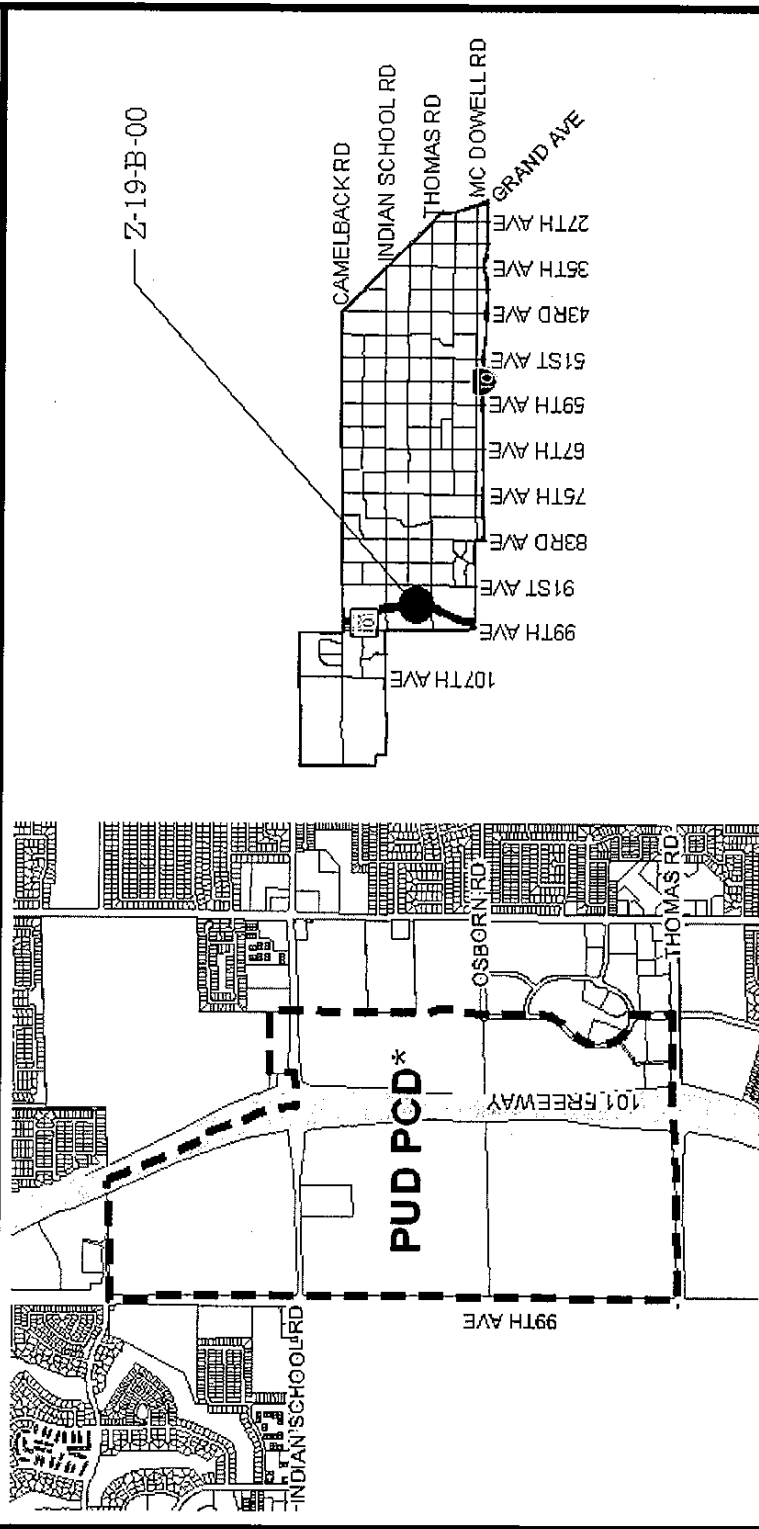 Z-19-B-00
CAMELBACK RD
INDIAN SCHOOL RD
THOMAS RD
MC DOWELL RD
GRAND AVE
27TH AVE
35TH AVE
43RD AVE
51ST AVE
59TH AVE
67TH AVE
75TH AVE
83RD AVE
91ST AVE
99TH AVE
107TH AVE
101
10
PUD PCD*
101 FREEWAY
OSBORN RD
THOMAS RD
99TH AVE
INDIAN SCHOOL RD